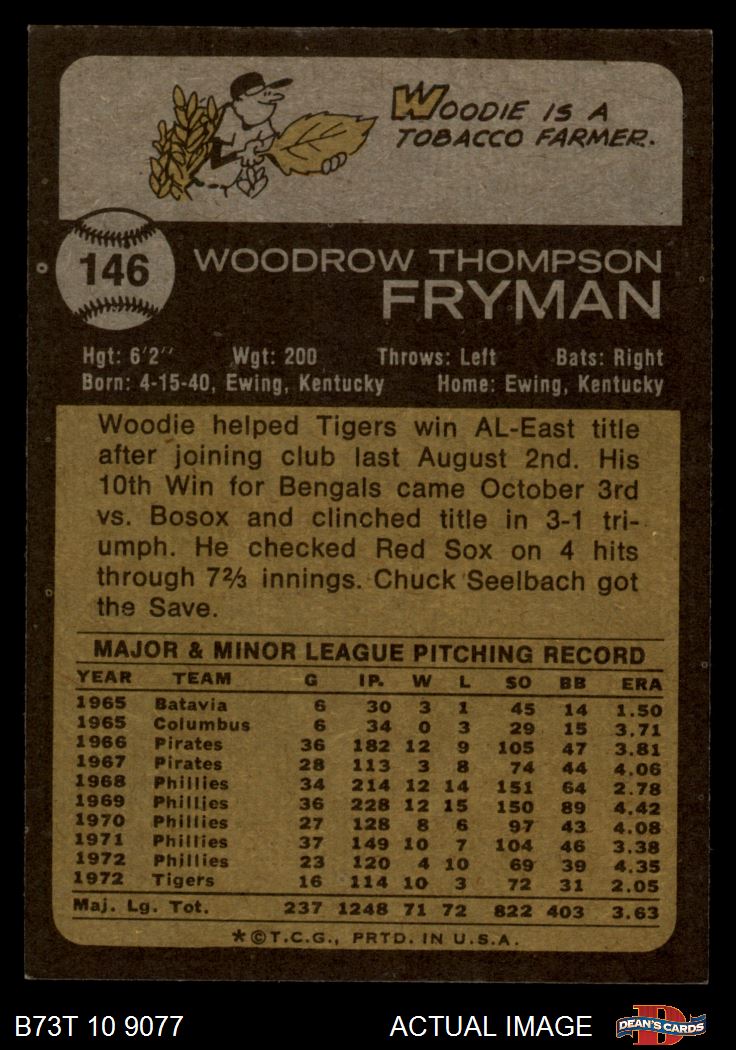 WOODIE IS A
TOBACCO FARMER.
146
WOODROW THOMPSON
FRYMAN
Hgt: 6'2" Wgt: 200 Throws: Left Bats: Right
Born: 4-15-40, Ewing, Kentucky Home: Ewing, Kentucky
Woodie helped Tigers win AL-East title
after joining club last August 2nd. His
10th Win for Bengals came October 3rd
vs. Bosox and clinched title in 3-1 tri-
umph. He checked Red Sox on 4 hits
through 7⅔ innings. Chuck Seelbach got
the Save.
MAJOR & MINOR LEAGUE PITCHING RECORD
YEAR TEAM G IP. W L SO BB ERA
1965 Batavia 6 30 3 1 45 14 1.50
1965 Columbus 6 34 0 3 29 15 3.71
1966 Pirates 36 182 12 9 105 47 3.81
1967 Pirates 28 113 3 8 74 44 4.06
1968 Phillies 34 214 12 14 151 64 2.78
1969 Phillies 36 228 12 15 150 89 4.42
1970 Phillies 27 128 8 6 97 43 4.08
1971 Phillies 37 149 10 7 104 46 3.38
1972 Phillies 23 120 4 10 69 39 4.35
1972 Tigers 16 114 10 3 72 31 2.05
Maj. Lg. Tot. 237 1248 71 72 822 403 3.63
*©T.C.G., PRTD. IN U.S.A.
B73T 10 9077 ACTUAL IMAGE D DEAN'S CARDS